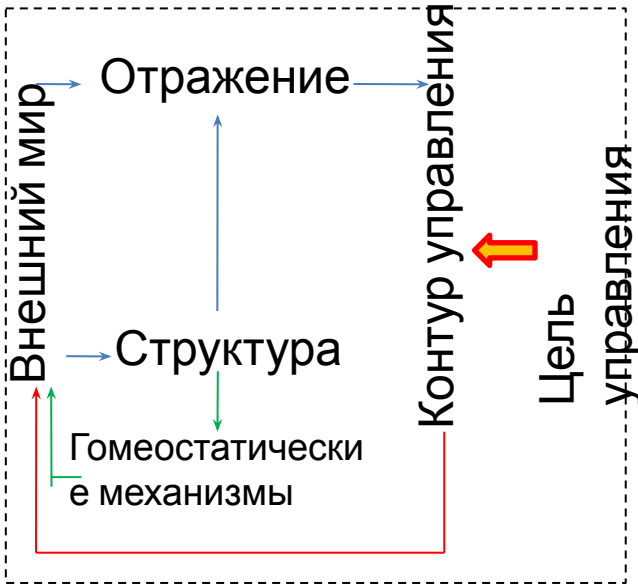 Внешний мир
Отражение
Структура
Гомеостатически
е механизмы
Контур управления
Цель
управления